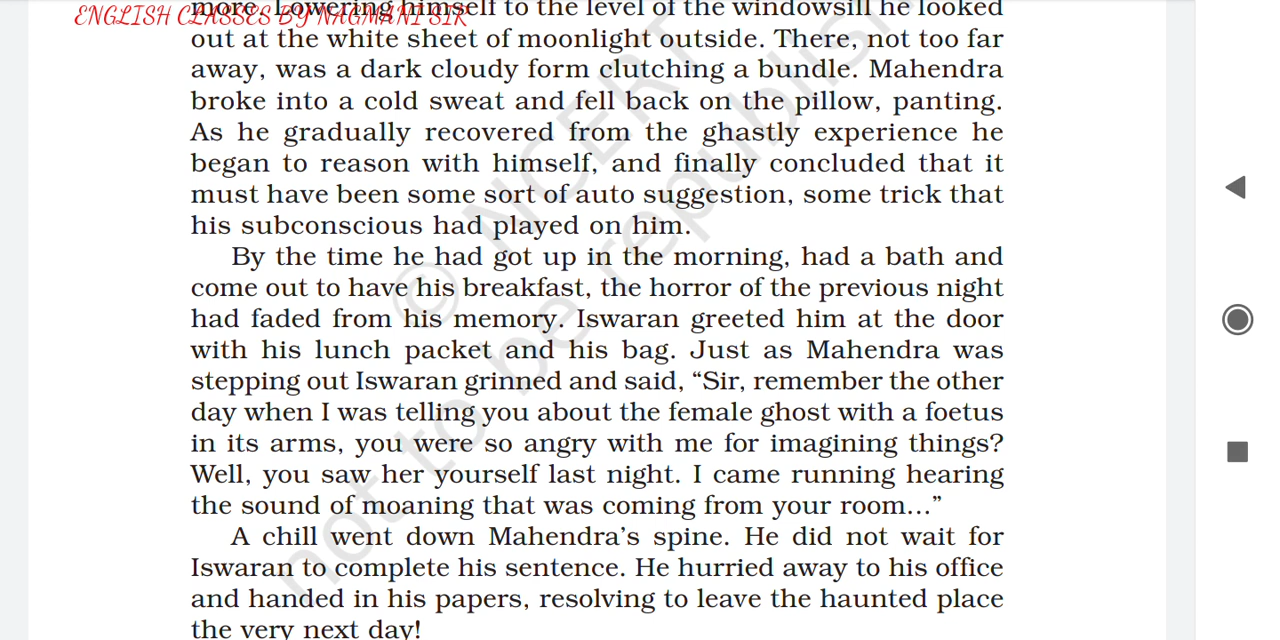 ENGLISH CLASSES BY NAGMANI SIR
more. Lowering himself to the level of the windowsill he looked
out at the white sheet of moonlight outside. There, not too far
away, was a dark cloudy form clutching a bundle. Mahendra
broke into a cold sweat and fell back on the pillow, panting.
As he gradually recovered from the ghastly experience he
began to reason with himself, and finally concluded that it
must have been some sort of auto suggestion, some trick that
his subconscious had played on him.
By the time he had got up in the morning, had a bath and
come out to have his breakfast, the horror of the previous night
had faded from his memory. Iswaran greeted him at the door
with his lunch packet and his bag. Just as Mahendra was
stepping out Iswaran grinned and said, “Sir, remember the other
day when I was telling you about the female ghost with a foetus
in its arms, you were so angry with me for imagining things?
Well, you saw her yourself last night. I came running hearing
the sound of moaning that was coming from your room...”
A chill went down Mahendra’s spine. He did not wait for
Iswaran to complete his sentence. He hurried away to his office
and handed in his papers, resolving to leave the haunted place
the very next day!
© NCERT
not to be republish